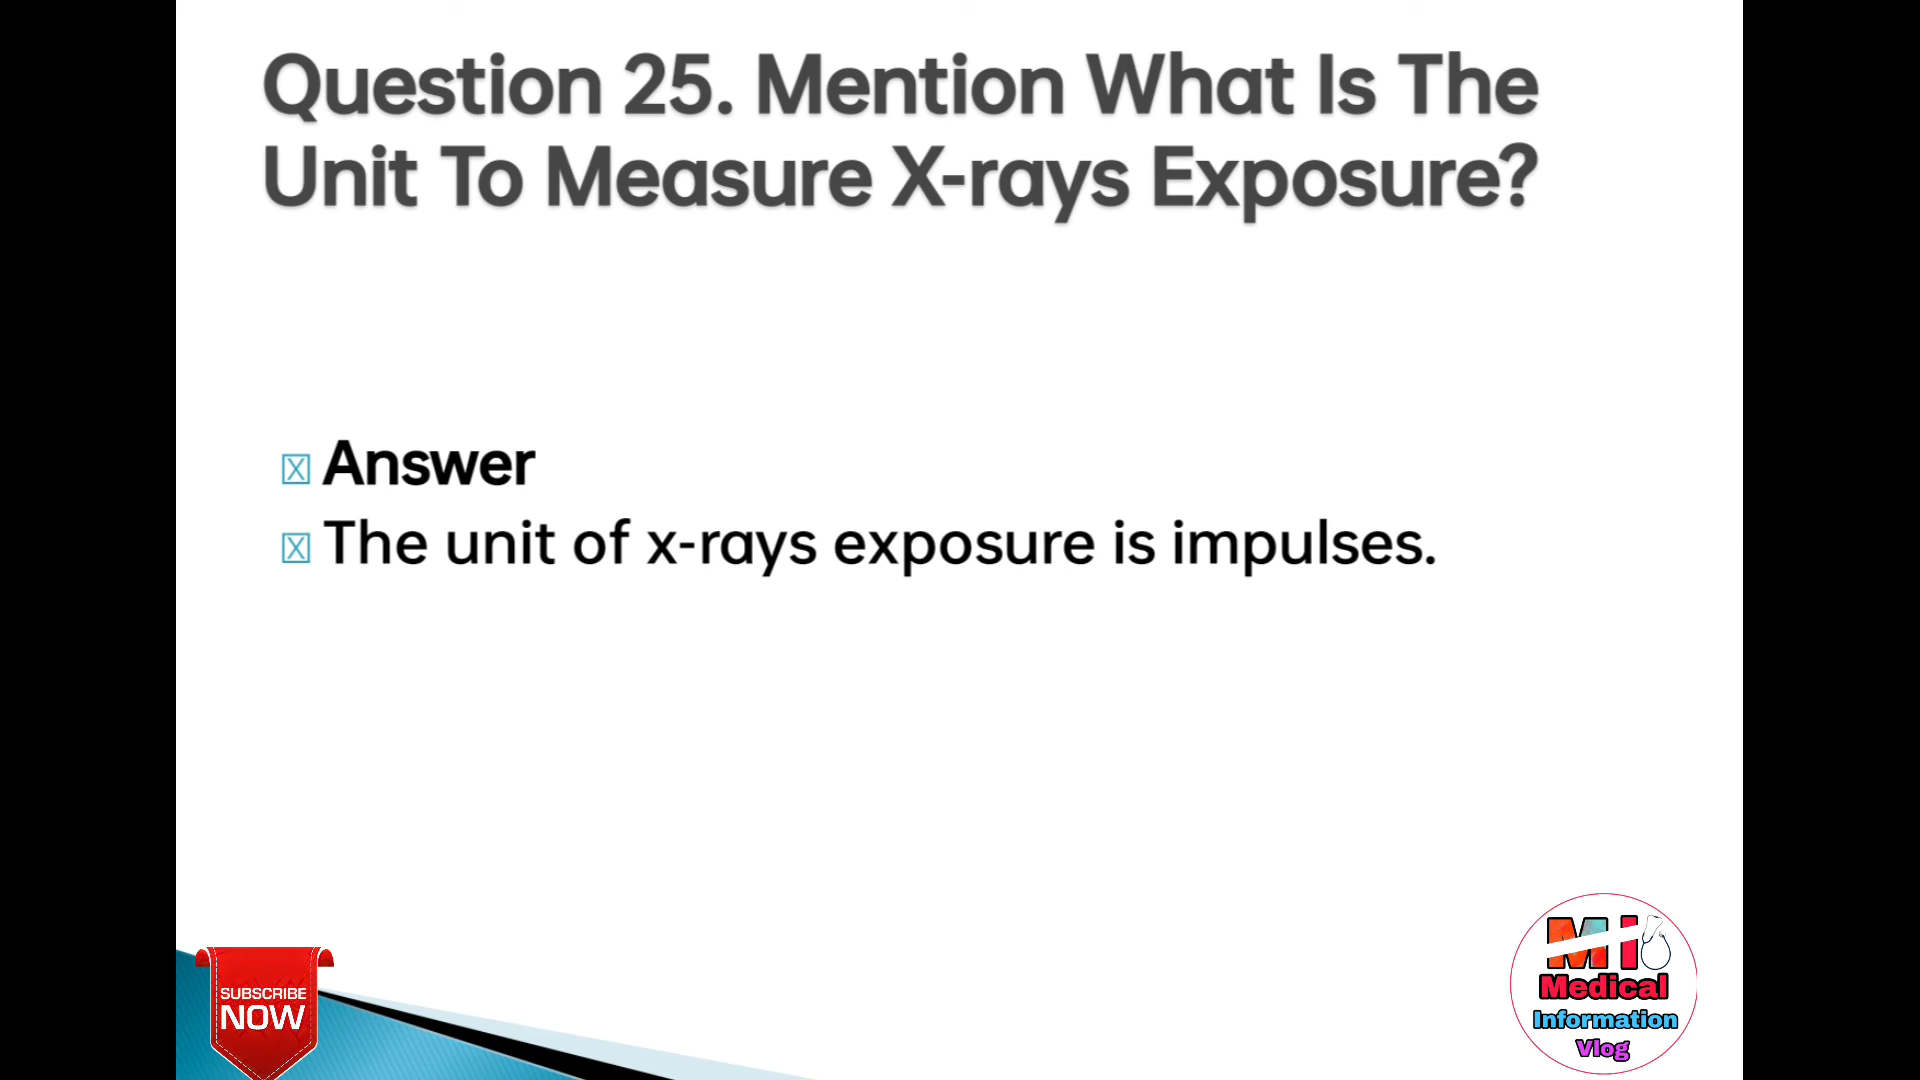 Question 25. Mention What Is The
Unit To Measure X-rays Exposure?
Answer
The unit of x-rays exposure is impulses.
SUBSCRIBE
NOW
MI
Medical
Information
Vlog